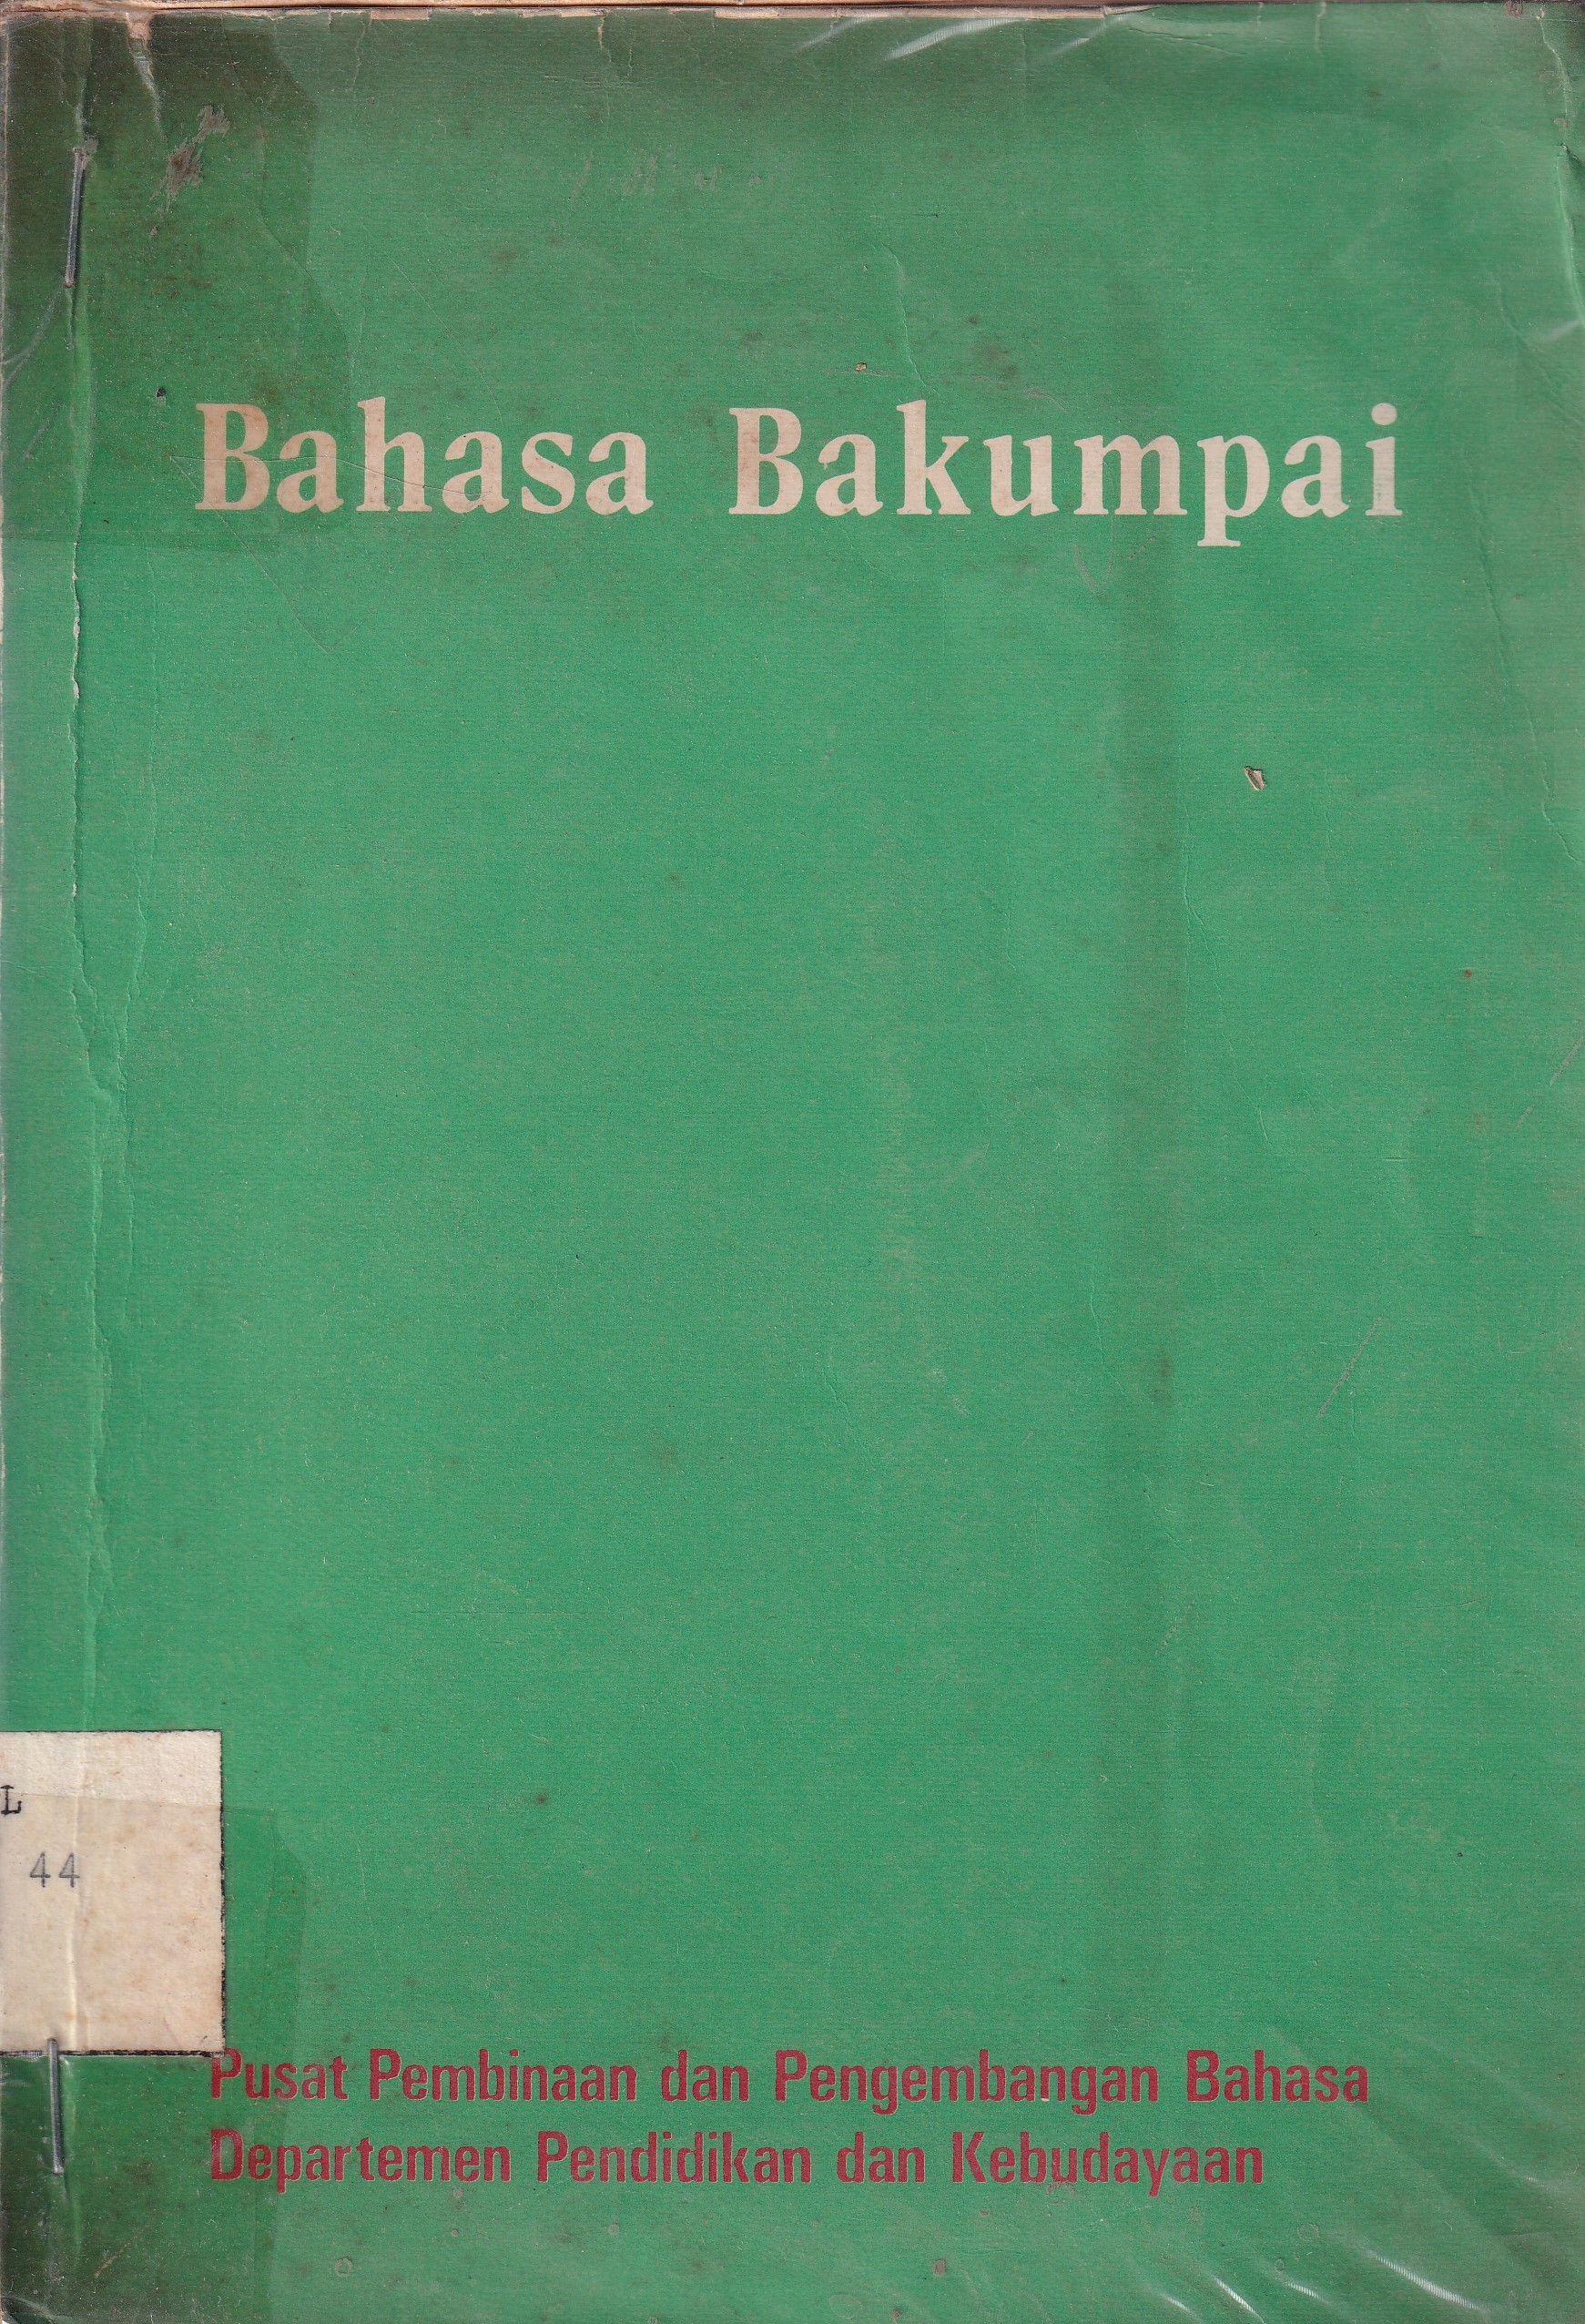 Bahasa Bakumpai
L
44
Pusat Pembinaan dan Pengembangan Bahasa
Departemen Pendidikan dan Kebudayaan